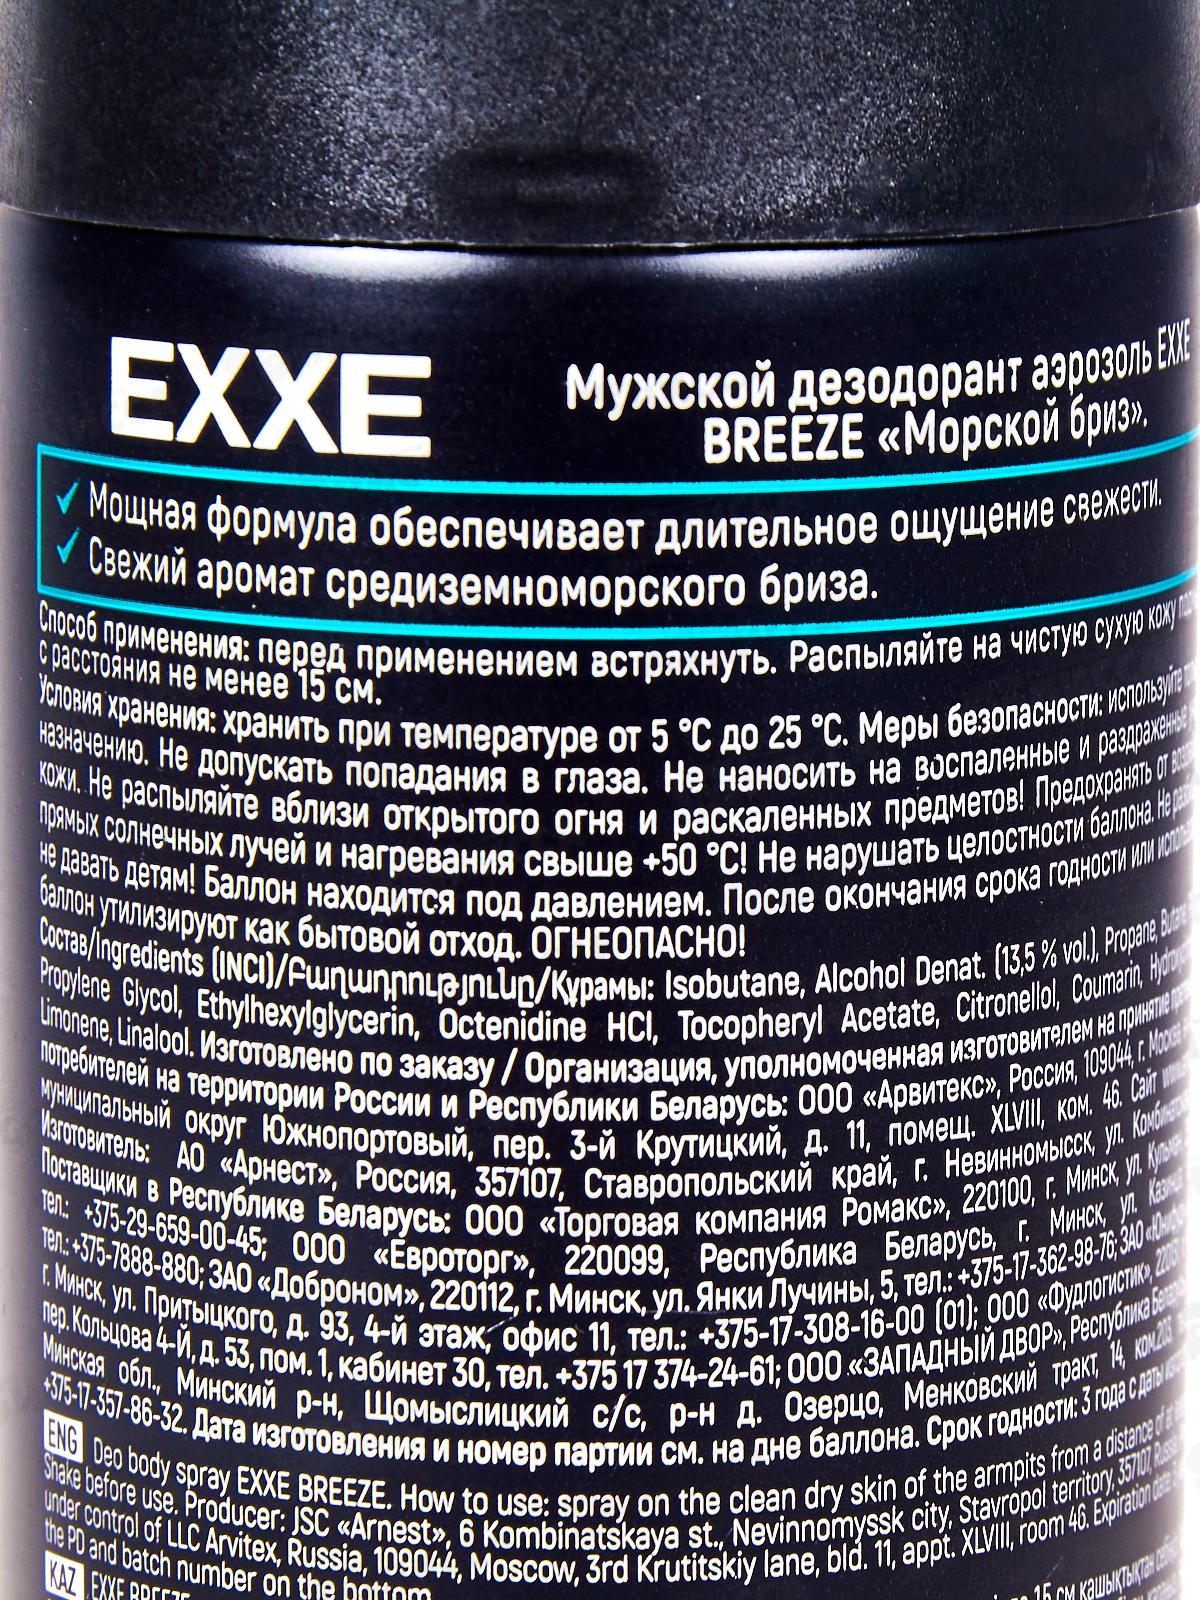 EXXE
Мужской дезодорант аэрозоль EXXE
BREEZE «Морской бриз».
✓ Мощная формула обеспечивает длительное ощущение свежести.
✓ Свежий аромат средиземноморского бриза.
Способ применения: перед применением встряхнуть. Распыляйте на чистую сухую кожу
с расстояния не менее 15 см.
Условия хранения: хранить при температуре от 5 °C до 25 °C. Меры безопасности: используйте
назначению. Не допускать попадания в глаза. Не наносить на воспаленные и раздраженные
кожи. Не распыляйте вблизи открытого огня и раскаленных предметов! Предохранять от
прямых солнечных лучей и нагревания свыше +50 °C! Не нарушать целостности баллона. Не
не давать детям! Баллон находится под давлением. После окончания срока годности или
баллон утилизируют как бытовой отход. ОГНЕОПАСНО!
Состав/Ingredients (INCI)/Բաղադրությունը/Құрамы: Isobutane, Alcohol Denat. (13,5 % vol.), Propane, Butane,
Propylene Glycol, Ethylhexylglycerin, Octenidine HCl, Tocopheryl Acetate, Citronellol, Coumarin,
Limonene, Linalool. Изготовлено по заказу / Организация, уполномоченная изготовителем на принятие
потребителей на территории России и Республики Беларусь: ООО «Арвитекс», Россия, 109044, г. Москва
муниципальный округ Южнопортовый, пер. 3-й Крутицкий, д. 11, помещ. XLVIII, ком. 46. Сайт
Изготовитель: АО «Арнест», Россия, 357107, Ставропольский край, г. Невинномысск, ул.
Поставщики в Республике Беларусь: ООО «Торговая компания Ромакс», 220100, г. Минск, ул.
тел.: +375-29-659-00-45; ООО «Евроторг», 220099, Республика Беларусь, г. Минск, ул.
тел.: +375-7888-880; ЗАО «Доброном», 220112, г. Минск, ул. Янки Лучины, 5, тел.: +375-17-362-98-76; ЗАО
г. Минск, ул. Притыцкого, д. 93, 4-й этаж, офис 11, тел.: +375-17-308-16-00 (01); ООО «Фудлогистик»,
пер. Кольцова 4-Й, д. 53, пом. 1, кабинет 30, тел. +375 17 374-24-61; ООО «ЗАПАДНЫЙ ДВОР», Республика
Минская обл., Минский р-н, Щомыслицкий с/с, р-н д. Озерцо, Менковский тракт, 14, ком.203,
+375-17-357-86-32. Дата изготовления и номер партии см. на дне баллона. Срок годности: 3 года с даты
ENG Deo body spray EXXE BREEZE. How to use: spray on the clean dry skin of the armpits from a distance of
Shake before use. Producer: JSC «Arnest», 6 Kombinatskaya st., Nevinnomyssk city, Stavropol territory, 357107,
under control of LLC Arvitex, Russia, 109044, Moscow, 3rd Krutitskiy lane, bld. 11, appt. XLVIII, room 46. Expiration date
the PD and batch number on the bottom.
KAZ EXXE BREEZE 15 см қашықтықтан